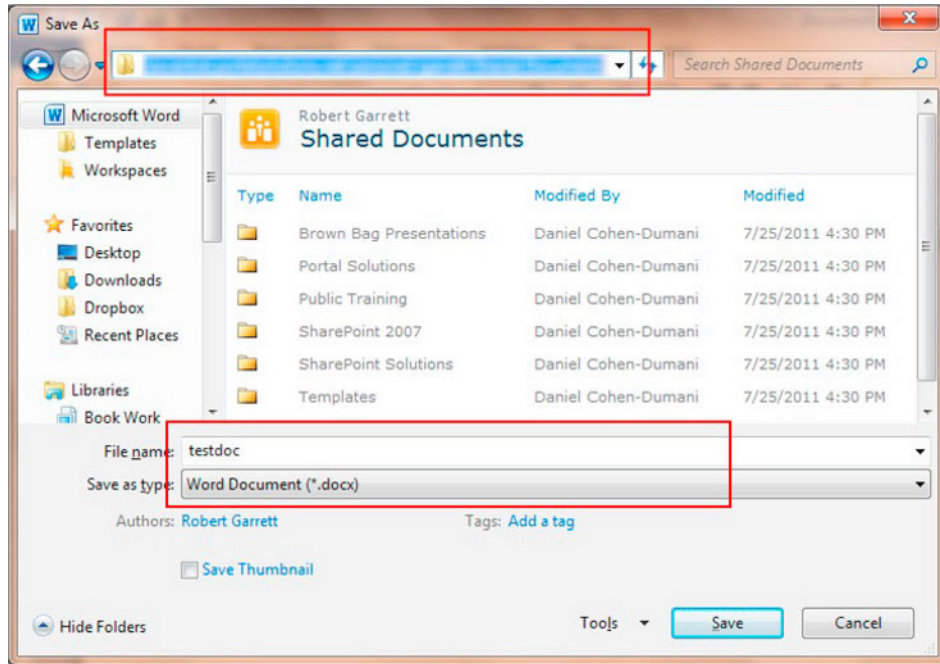 Save As
Search Shared Documents
Microsoft Word
Templates
Workspaces
Favorites
Desktop
Downloads
Dropbox
Recent Places
Libraries
Book Work
Robert Garrett
Shared Documents
Type Name Modified By Modified
Brown Bag Presentations Daniel Cohen-Dumani 7/25/2011 4:30 PM
Portal Solutions Daniel Cohen-Dumani 7/25/2011 4:30 PM
Public Training Daniel Cohen-Dumani 7/25/2011 4:30 PM
SharePoint 2007 Daniel Cohen-Dumani 7/25/2011 4:30 PM
SharePoint Solutions Daniel Cohen-Dumani 7/25/2011 4:30 PM
Templates Daniel Cohen-Dumani 7/25/2011 4:30 PM
File name: testdoc
Save as type: Word Document (*.docx)
Authors: Robert Garrett Tags: Add a tag
Save Thumbnail
Hide Folders Tools Save Cancel